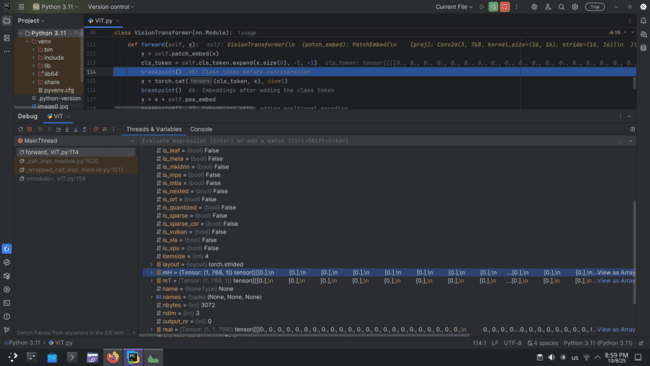 Python 3.11 Version control Current File Trial
Project ViT.py
Python 3.11
venv
bin
include
lib
lib64
share
pyvenv.cfg
.python-version
image0.jpg
class VisionTransformer(nn.Module): 1 usage
def forward(self, x): self: VisionTransformer(\n (patch_embed): PatchEmbed(\n (proj): Conv2d(3, 768, kernel_size=(16, 16), stride=(16, 16))\n )\
x = self.patch_embed(x)
cls_token = self.cls_token.expand(x.size(0), -1, -1) cls_token: tensor([[[0., 0., 0., 0., 0., 0., 0., 0., 0., 0., 0., 0., 0.
114 breakpoint() #5: Class token before concatenation
x = torch.cat( tensors (cls_token, x), dim=1)
breakpoint() #6: Embeddings after adding the class token
x = x + self.pos_embed
Debug ViT
Threads & Variables Console
MainThread
Evaluate expression (Enter) or add a watch (Ctrl+Shift+Enter)
forward, ViT.py:114
_call_impl, module.py:1520
_wrapped_call_impl, module.py:1511
<module>, ViT.py:159
is_leaf = {bool} False
is_meta = {bool} False
is_mkldnn = {bool} False
is_mps = {bool} False
is_mtia = {bool} False
is_nested = {bool} False
is_ort = {bool} False
is_quantized = {bool} False
is_sparse = {bool} False
is_sparse_csr = {bool} False
is_vulkan = {bool} False
is_xla = {bool} False
is_xpu = {bool} False
itemsize = {int} 4
layout = {layout} torch.strided
mH = {Tensor: (1, 768, 1)} tensor([[[0.],\n [0.],\n [0.],\n [0.],\n [0.],\n [0.],\n [0.],\n ...[0.],\n [0.],\n [0.],\n ...View as Array
mT = {Tensor: (1, 768, 1)} tensor([[[0.],\n [0.],\n [0.],\n [0.],\n [0.],\n [0.],\n [0.],\n ...[0.],\n [0.],\n [0.],\n ...View as Array
name = {NoneType} None
names = {tuple} (None, None, None)
nbytes = {int} 3072
ndim = {int} 3
output_nr = {int} 0
real = {Tensor: (1, 1, 768)} tensor([[[0., 0., 0., 0., 0., 0., 0., 0., 0., 0., 0., 0., 0., View as Array
Switch frames from anywhere in the IDE with
Python 3.11 > ViT.py 114:1 LF UTF-8 4 spaces Python 3.11 (Python 3.11)
us 8:59 PM
10/8/25